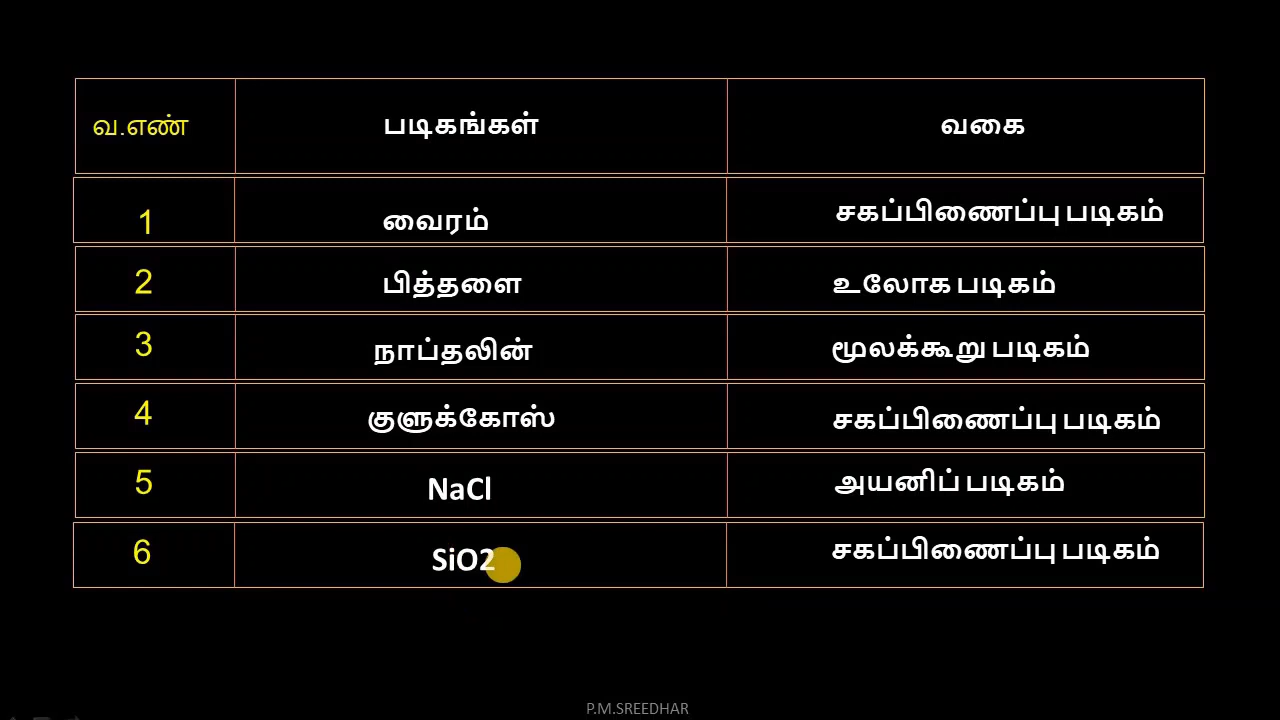 வ.எண் படிகங்கள் வகை
1 வைரம் சகப்பிணைப்பு படிகம்
2 பித்தளை உலோக படிகம்
3 நாப்தலின் மூலக்கூறு படிகம்
4 குளுக்கோஸ் சகப்பிணைப்பு படிகம்
5 NaCl அயனிப் படிகம்
6 SiO2 சகப்பிணைப்பு படிகம்
P.M.SREEDHAR